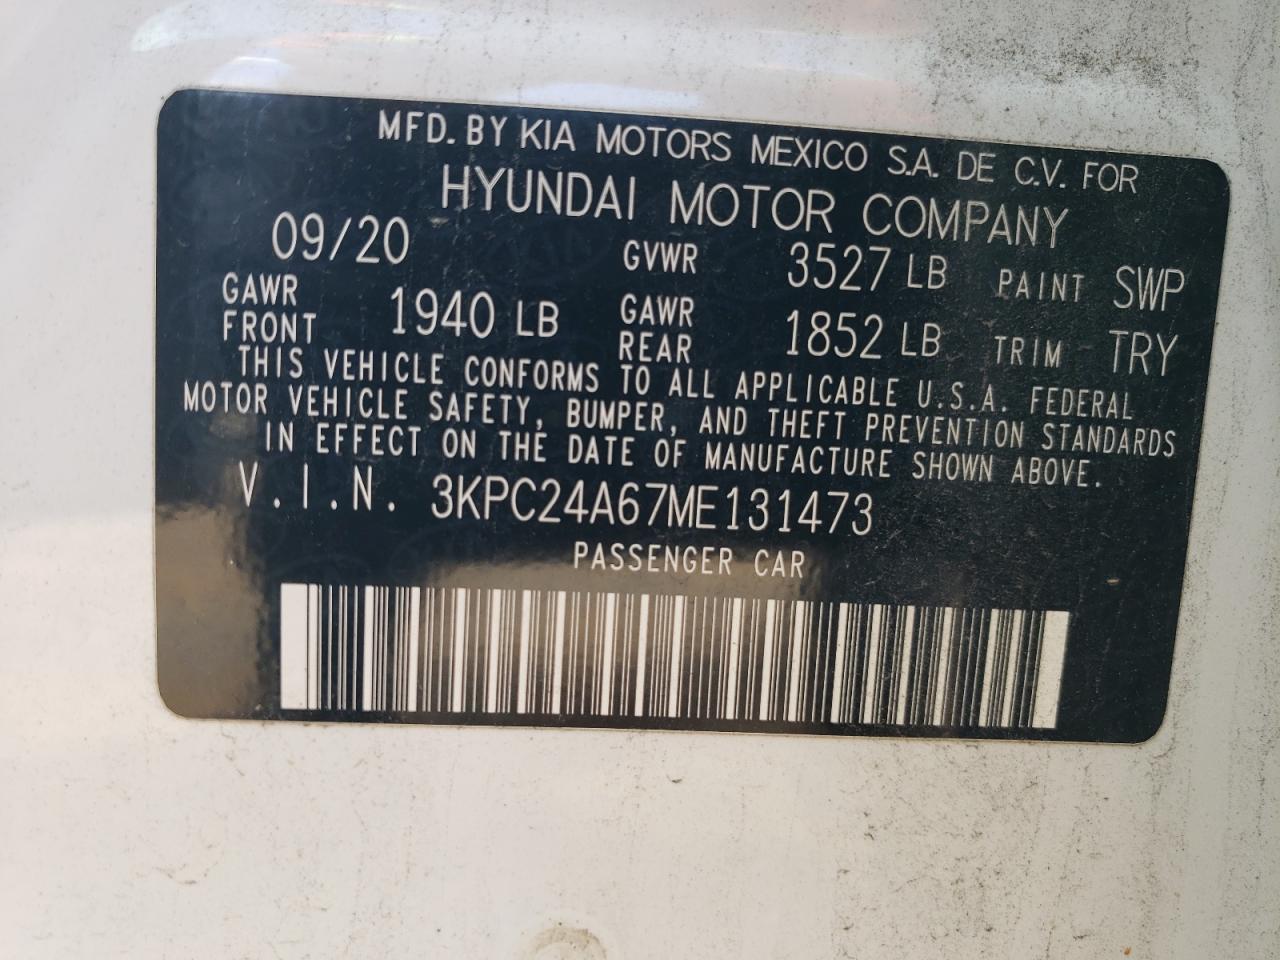 MFD. BY KIA MOTORS MEXICO S.A. DE C.V. FOR
HYUNDAI MOTOR COMPANY
09/20 GVWR 3527 LB PAINT SWP
GAWR FRONT 1940 LB GAWR REAR 1852 LB TRIM TRY
THIS VEHICLE CONFORMS TO ALL APPLICABLE U.S.A. FEDERAL
MOTOR VEHICLE SAFETY, BUMPER, AND THEFT PREVENTION STANDARDS
IN EFFECT ON THE DATE OF MANUFACTURE SHOWN ABOVE.
V.I.N. 3KPC24A67ME131473
PASSENGER CAR